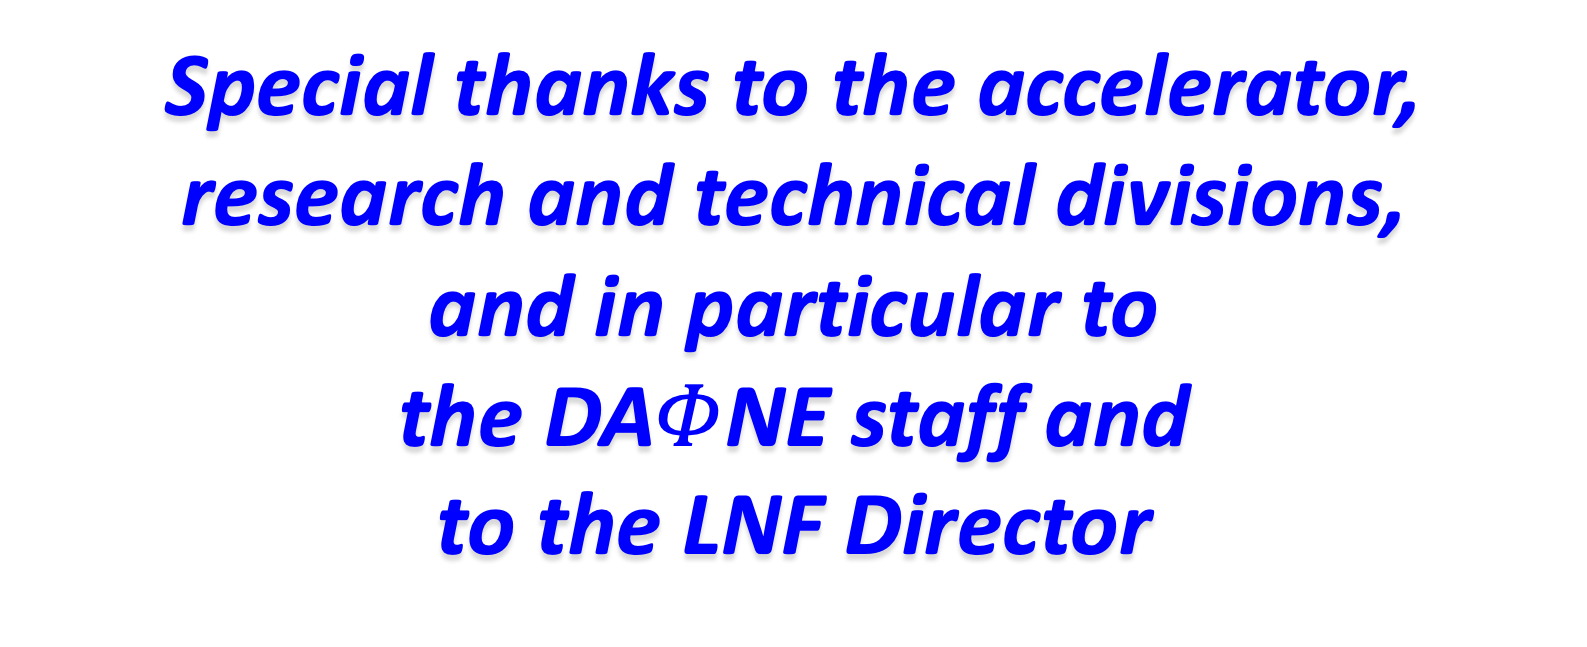 Special thanks to the accelerator,
research and technical divisions,
and in particular to
the DAΦNE staff and
to the LNF Director